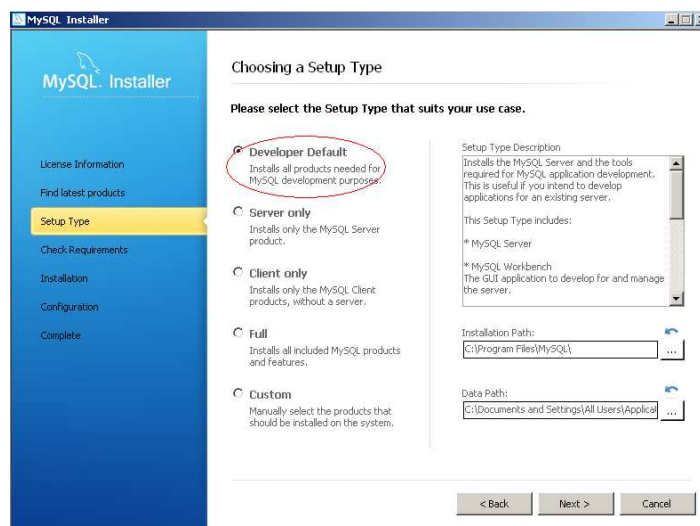 MySQL Installer
MySQL. Installer
License Information
Find latest products
Setup Type
Check Requirements
Installation
Configuration
Complete
Choosing a Setup Type
Please select the Setup Type that suits your use case.
Developer Default
Installs all products needed for
MySQL development purposes.
Server only
Installs only the MySQL Server
product.
Client only
Installs only the MySQL Client
products, without a server.
Full
Installs all included MySQL products
and features.
Custom
Manually select the products that
should be installed on the system.
Setup Type Description
Installs the MySQL Server and the tools
required for MySQL application development.
This is useful if you intend to develop
applications for an existing server.
This Setup Type includes:
* MySQL Server
* MySQL Workbench
The GUI application to develop for and manage
the server.
Installation Path:
C:\Program Files\MySQL\
...
Data Path:
C:\Documents and Settings\All Users\Applicat
...
< Back
Next >
Cancel